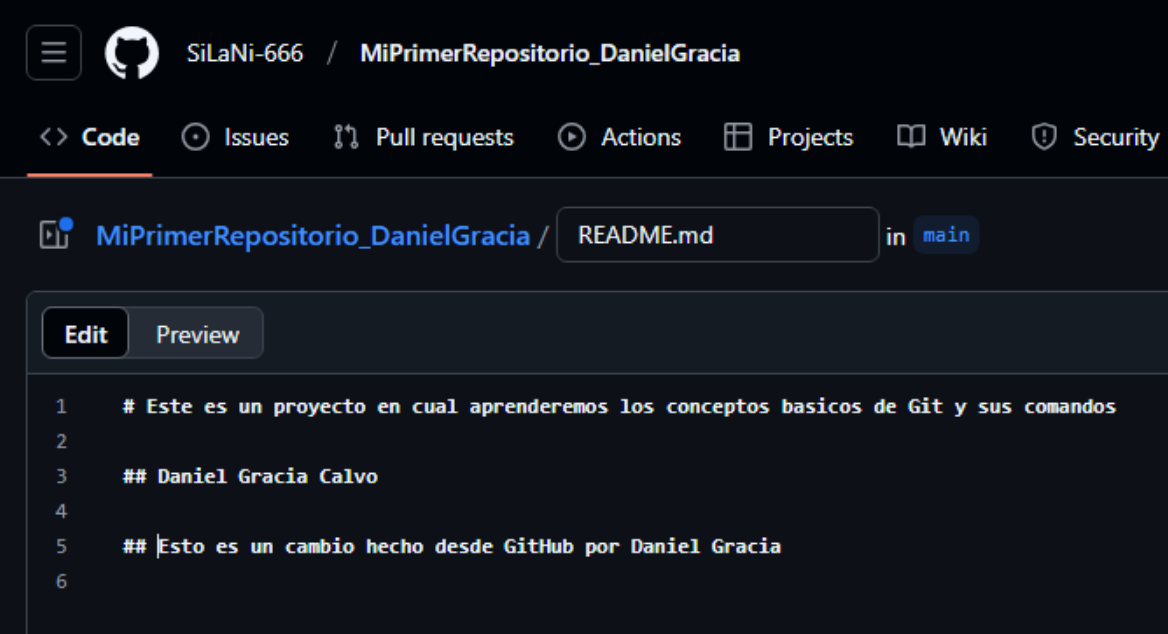 SiLaNi-666 / MiPrimerRepositorio_DanielGracia
<> Code Issues Pull requests Actions Projects Wiki Security
MiPrimerRepositorio_DanielGracia / README.md in main
Edit Preview
1 # Este es un proyecto en cual aprenderemos los conceptos basicos de Git y sus comandos
2
3 ## Daniel Gracia Calvo
4
5 ## Esto es un cambio hecho desde GitHub por Daniel Gracia
6